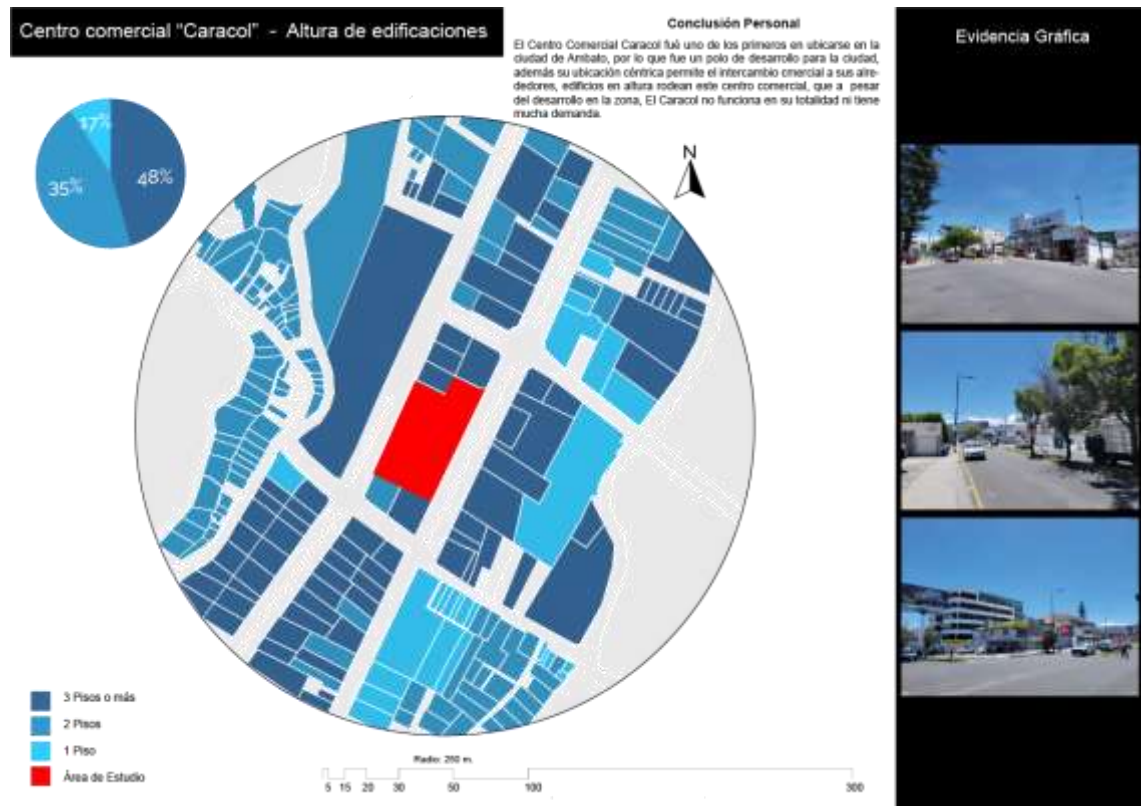 Centro comercial "Caracol" - Altura de edificaciones
Conclusión Personal
El Centro Comercial Caracol fué uno de los primeros en ubicarse en la
ciudad de Ambato, por lo que fue un polo de desarrollo para la ciudad,
además su ubicación céntrica permite el intercambio cmercial a sus alre-
dedores, edificios en altura rodean este centro comercial, que a pesar
del desarrollo en la zona, El Caracol no funciona en su totalidad ni tiene
mucha demanda.
Evidencia Gráfica
17%
35%
48%
N
3 Pisos o más
2 Pisos
1 Piso
Área de Estudio
Radio: 250 m.
5 15 20 30 50 100 300